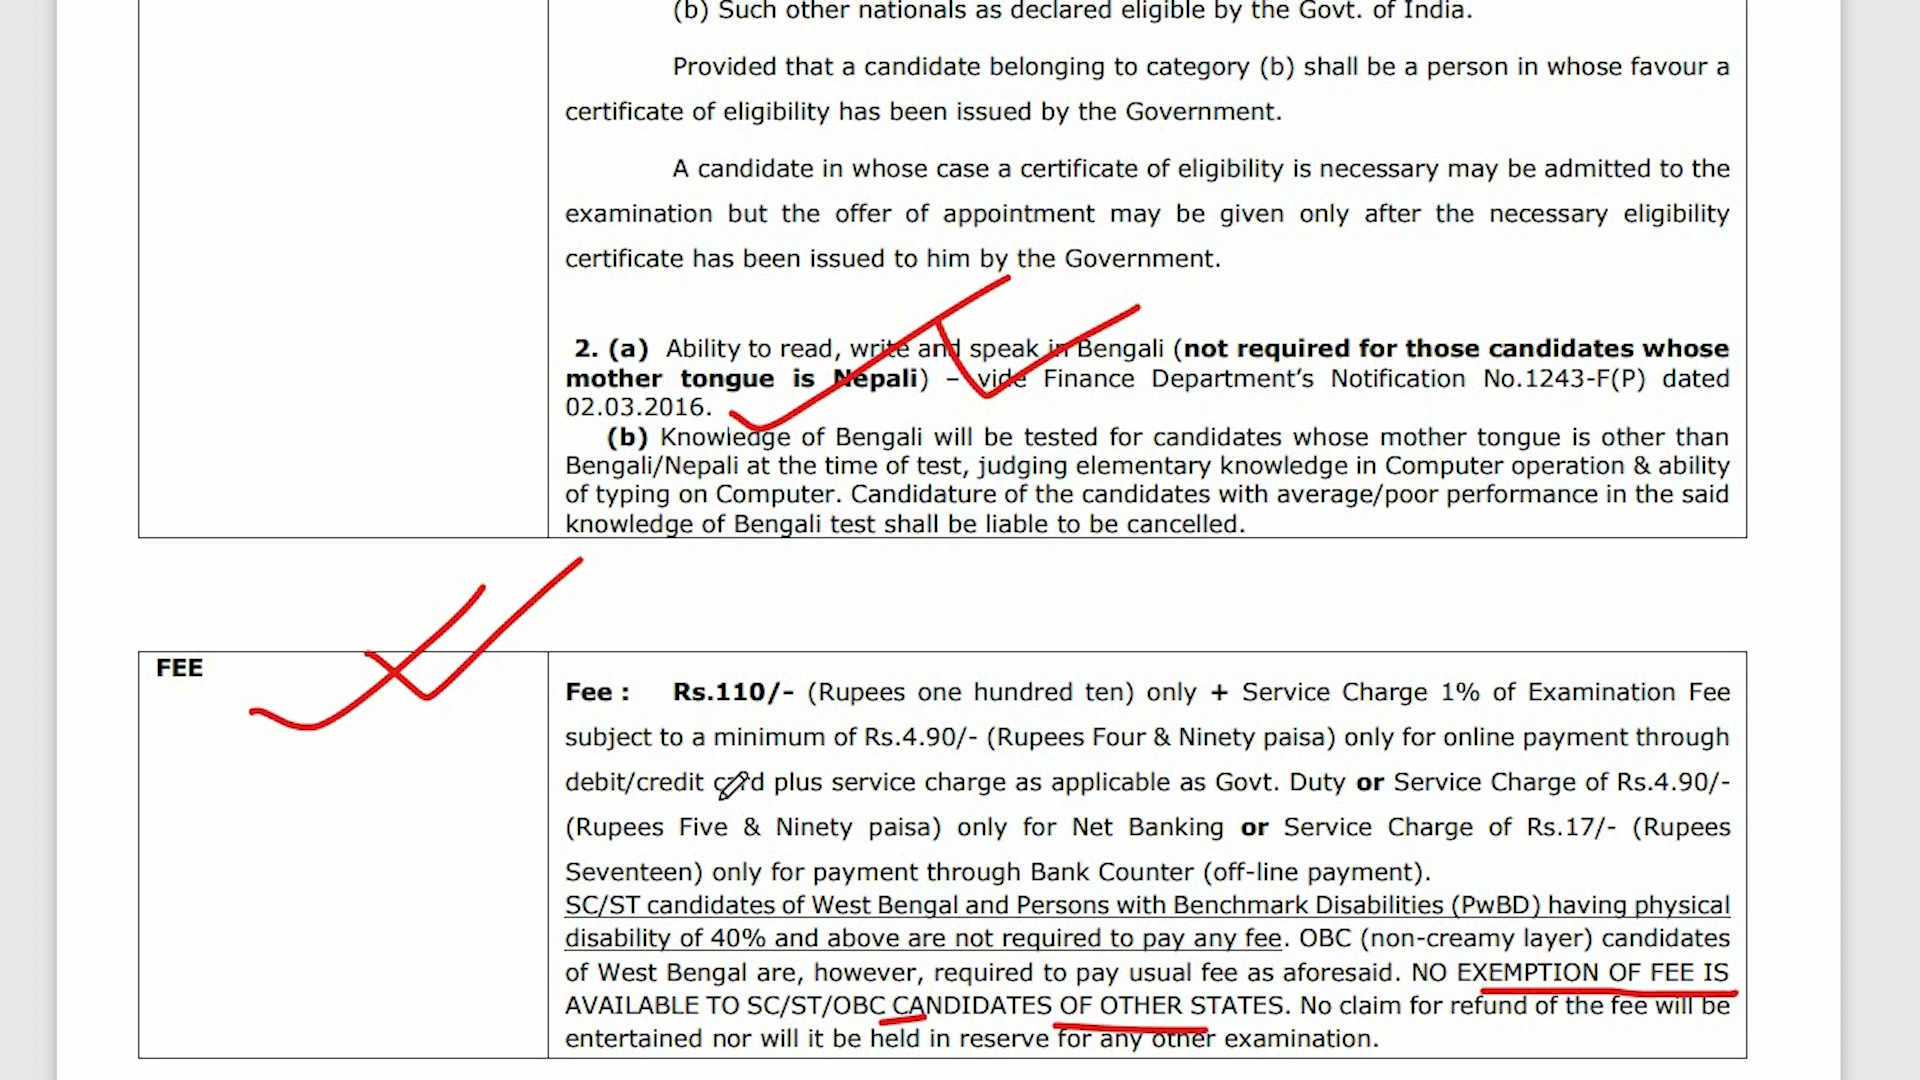 (b) Such other nationals as declared eligible by the Govt. of India.
Provided that a candidate belonging to category (b) shall be a person in whose favour a
certificate of eligibility has been issued by the Government.
A candidate in whose case a certificate of eligibility is necessary may be admitted to the
examination but the offer of appointment may be given only after the necessary eligibility
certificate has been issued to him by the Government.
2. (a) Ability to read, write and speak in Bengali (not required for those candidates whose
mother tongue is Nepali) – vide Finance Department's Notification No.1243-F(P) dated
02.03.2016.
(b) Knowledge of Bengali will be tested for candidates whose mother tongue is other than
Bengali/Nepali at the time of test, judging elementary knowledge in Computer operation & ability
of typing on Computer. Candidature of the candidates with average/poor performance in the said
knowledge of Bengali test shall be liable to be cancelled.
FEE
Fee : Rs.110/- (Rupees one hundred ten) only + Service Charge 1% of Examination Fee
subject to a minimum of Rs.4.90/- (Rupees Four & Ninety paisa) only for online payment through
debit/credit card plus service charge as applicable as Govt. Duty or Service Charge of Rs.4.90/-
(Rupees Five & Ninety paisa) only for Net Banking or Service Charge of Rs.17/- (Rupees
Seventeen) only for payment through Bank Counter (off-line payment).
SC/ST candidates of West Bengal and Persons with Benchmark Disabilities (PwBD) having physical
disability of 40% and above are not required to pay any fee. OBC (non-creamy layer) candidates
of West Bengal are, however, required to pay usual fee as aforesaid. NO EXEMPTION OF FEE IS
AVAILABLE TO SC/ST/OBC CANDIDATES OF OTHER STATES. No claim for refund of the fee will be
entertained nor will it be held in reserve for any other examination.